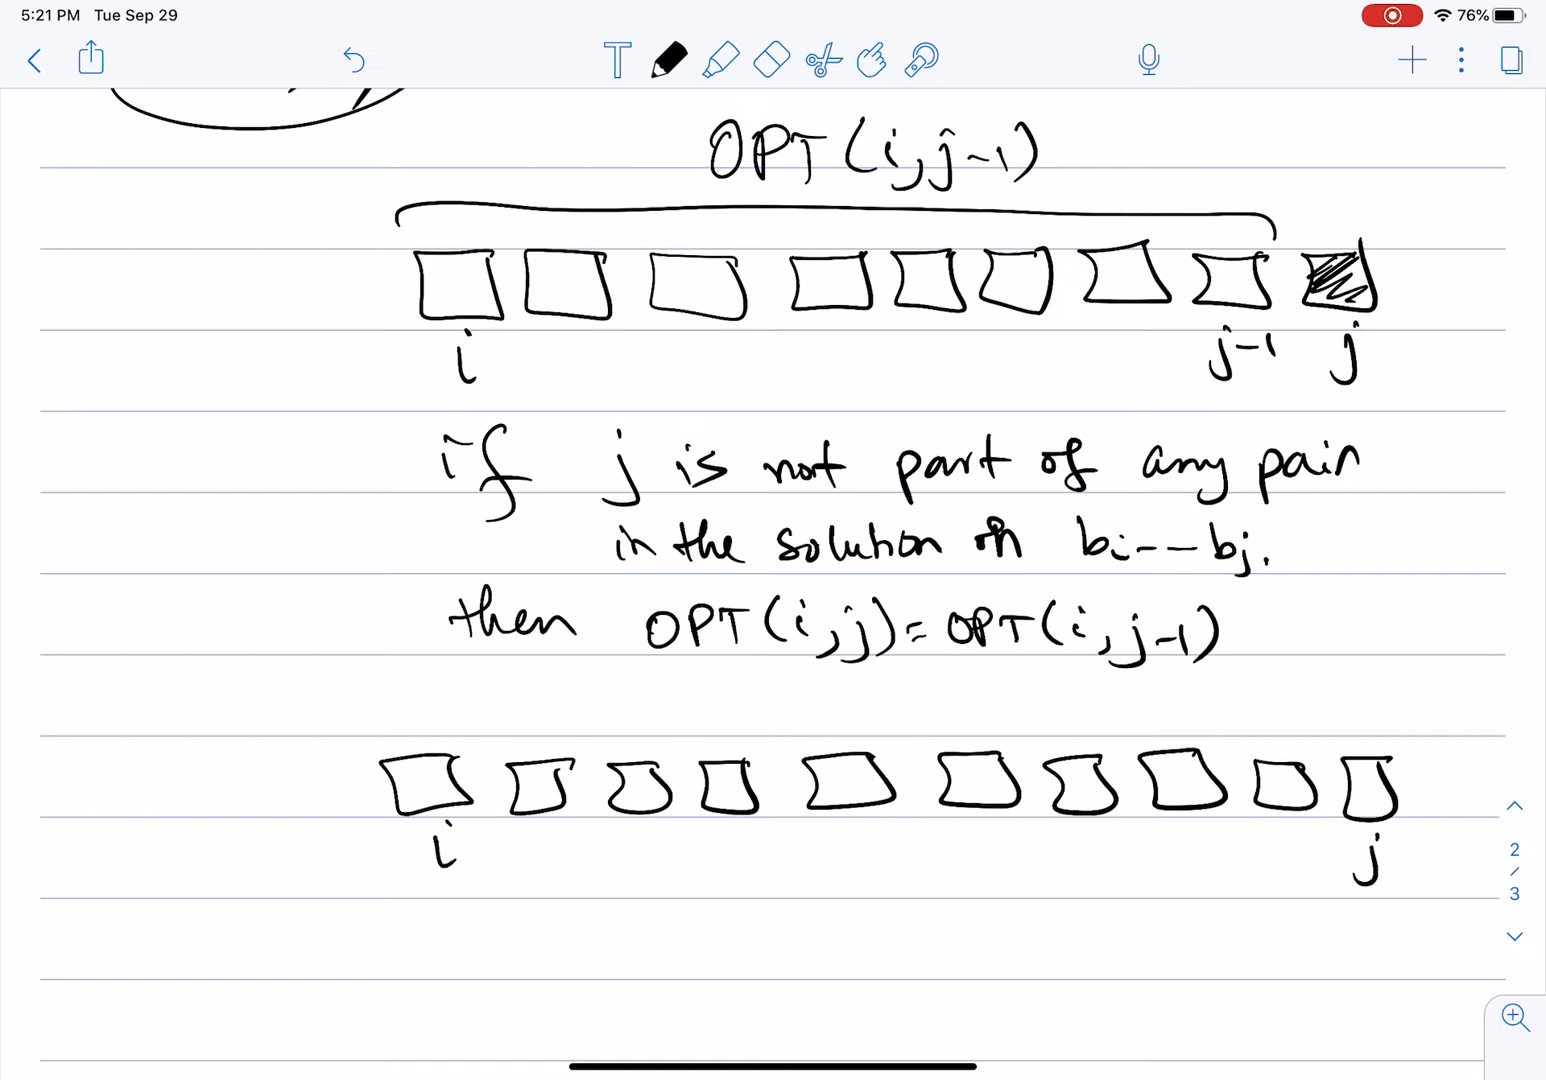 5:21 PM Tue Sep 29
76%
OPT(i,j-1)
i j-1 j
if j is not part of any pair
in the solution on bi--bj.
then OPT(i,j)=OPT(i,j-1)
i j
2
/
3